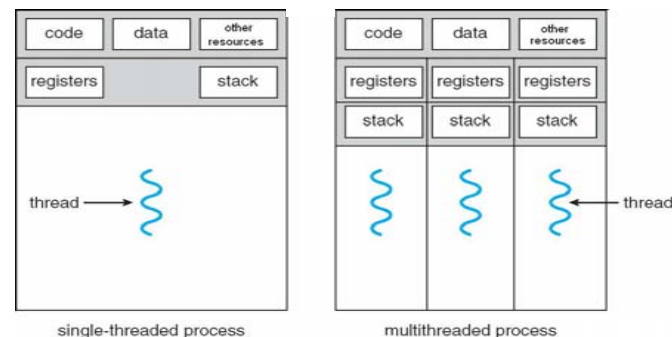 code data other resources
registers stack
thread
single-threaded process
code data other resources
registers registers registers
stack stack stack
thread
multithreaded process